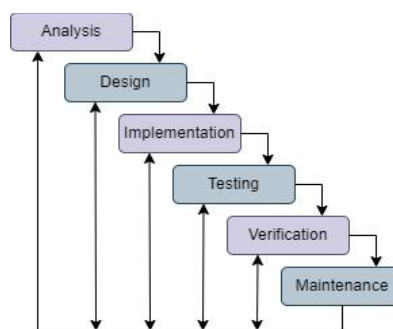 Analysis
Design
Implementation
Testing
Verification
Maintenance